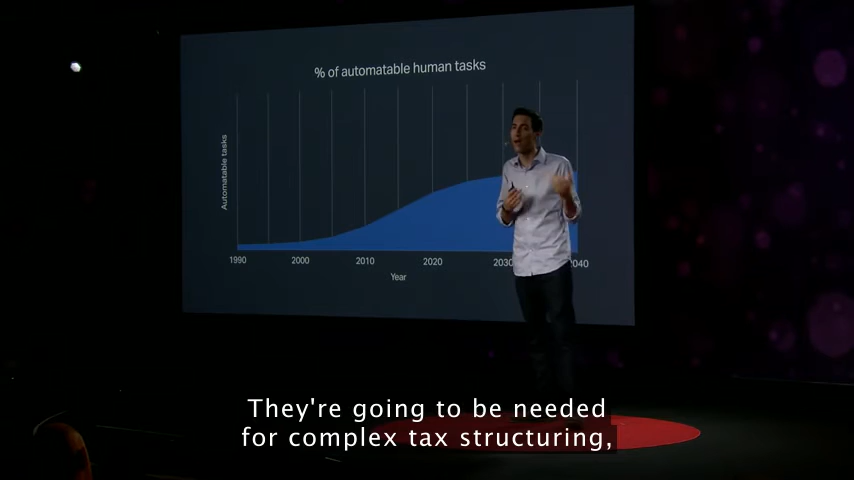 % of automatable human tasks
Automatable tasks
1990 2000 2010 2020 2030 2040
Year
They're going to be needed
for complex tax structuring,